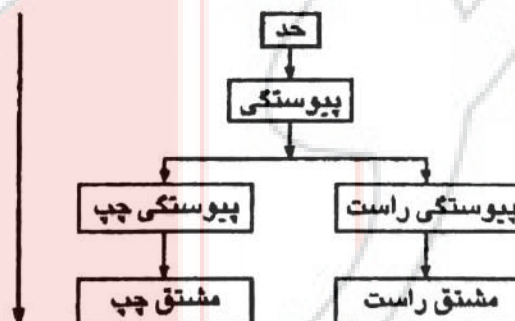 حد
پیوستگی
پیوستگی راست
پیوستگی چپ
مشتق راست
مشتق چپ